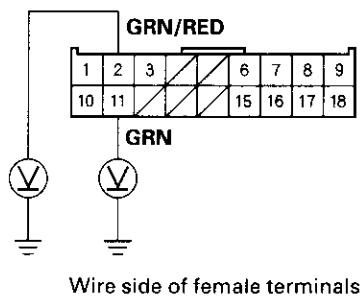 GRN/RED
1 2 3 6 7 8 9
10 11 15 16 17 18
GRN
V V
Wire side of female terminals